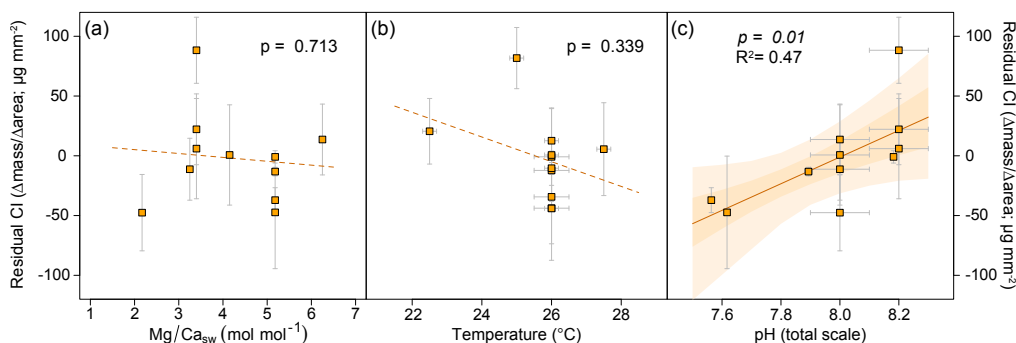 (a)
p = 0.713
(b)
p = 0.339
(c)
p = 0.01
R²= 0.47
Residual CI (Δmass/Δarea; µg mm⁻²)
100
50
0
-50
-100
1 2 3 4 5 6 7
Mg/Ca_sw (mol mol⁻¹)
22 24 26 28
Temperature (°C)
7.6 7.8 8.0 8.2
pH (total scale)
100
50
0
-50
-100
Residual CI (Δmass/Δarea; µg mm⁻²)